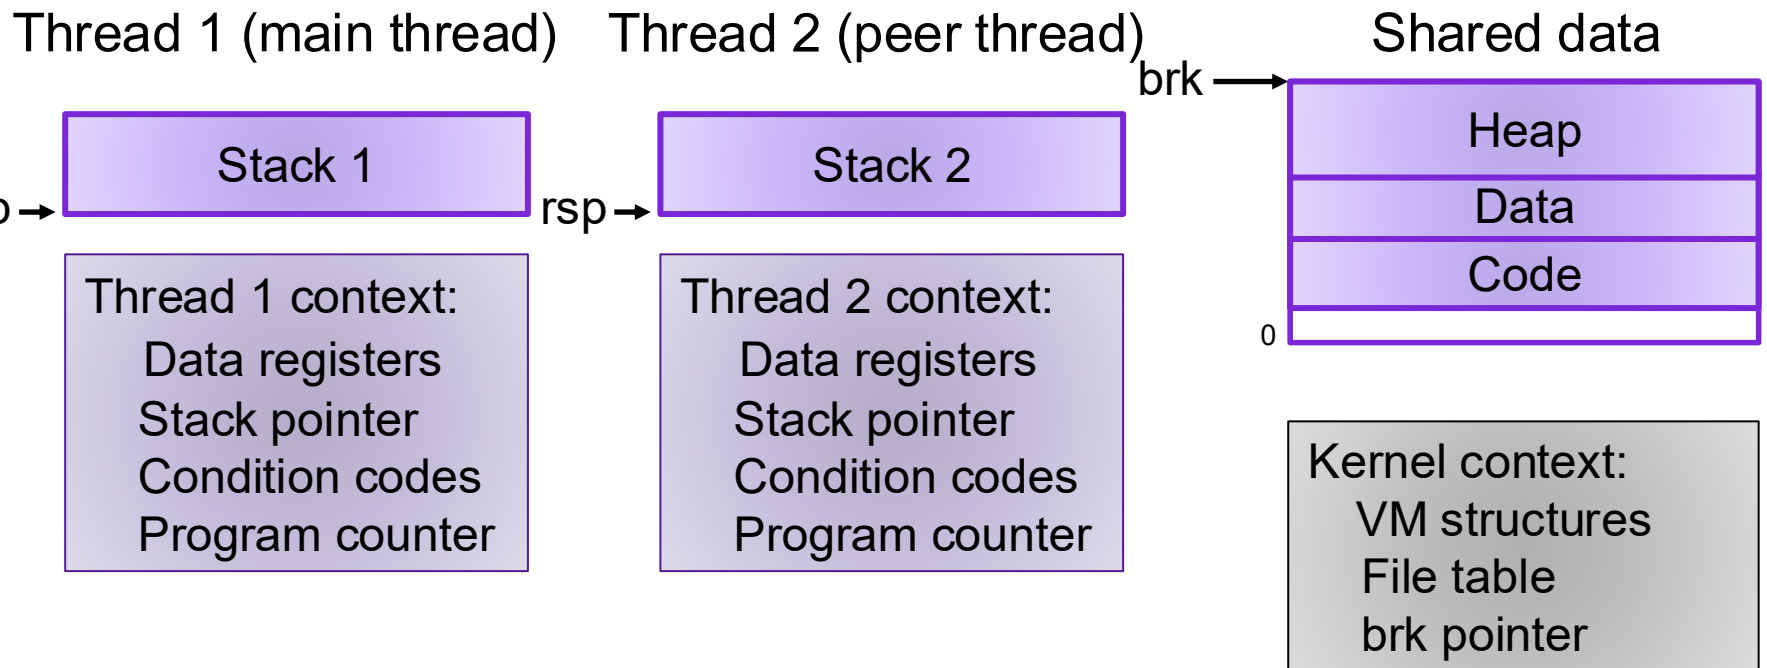 Thread 1 (main thread)
Thread 2 (peer thread)
Shared data
brk
Stack 1
Stack 2
rsp
Heap
Data
Code
0
Thread 1 context:
Data registers
Stack pointer
Condition codes
Program counter
Thread 2 context:
Data registers
Stack pointer
Condition codes
Program counter
Kernel context:
VM structures
File table
brk pointer